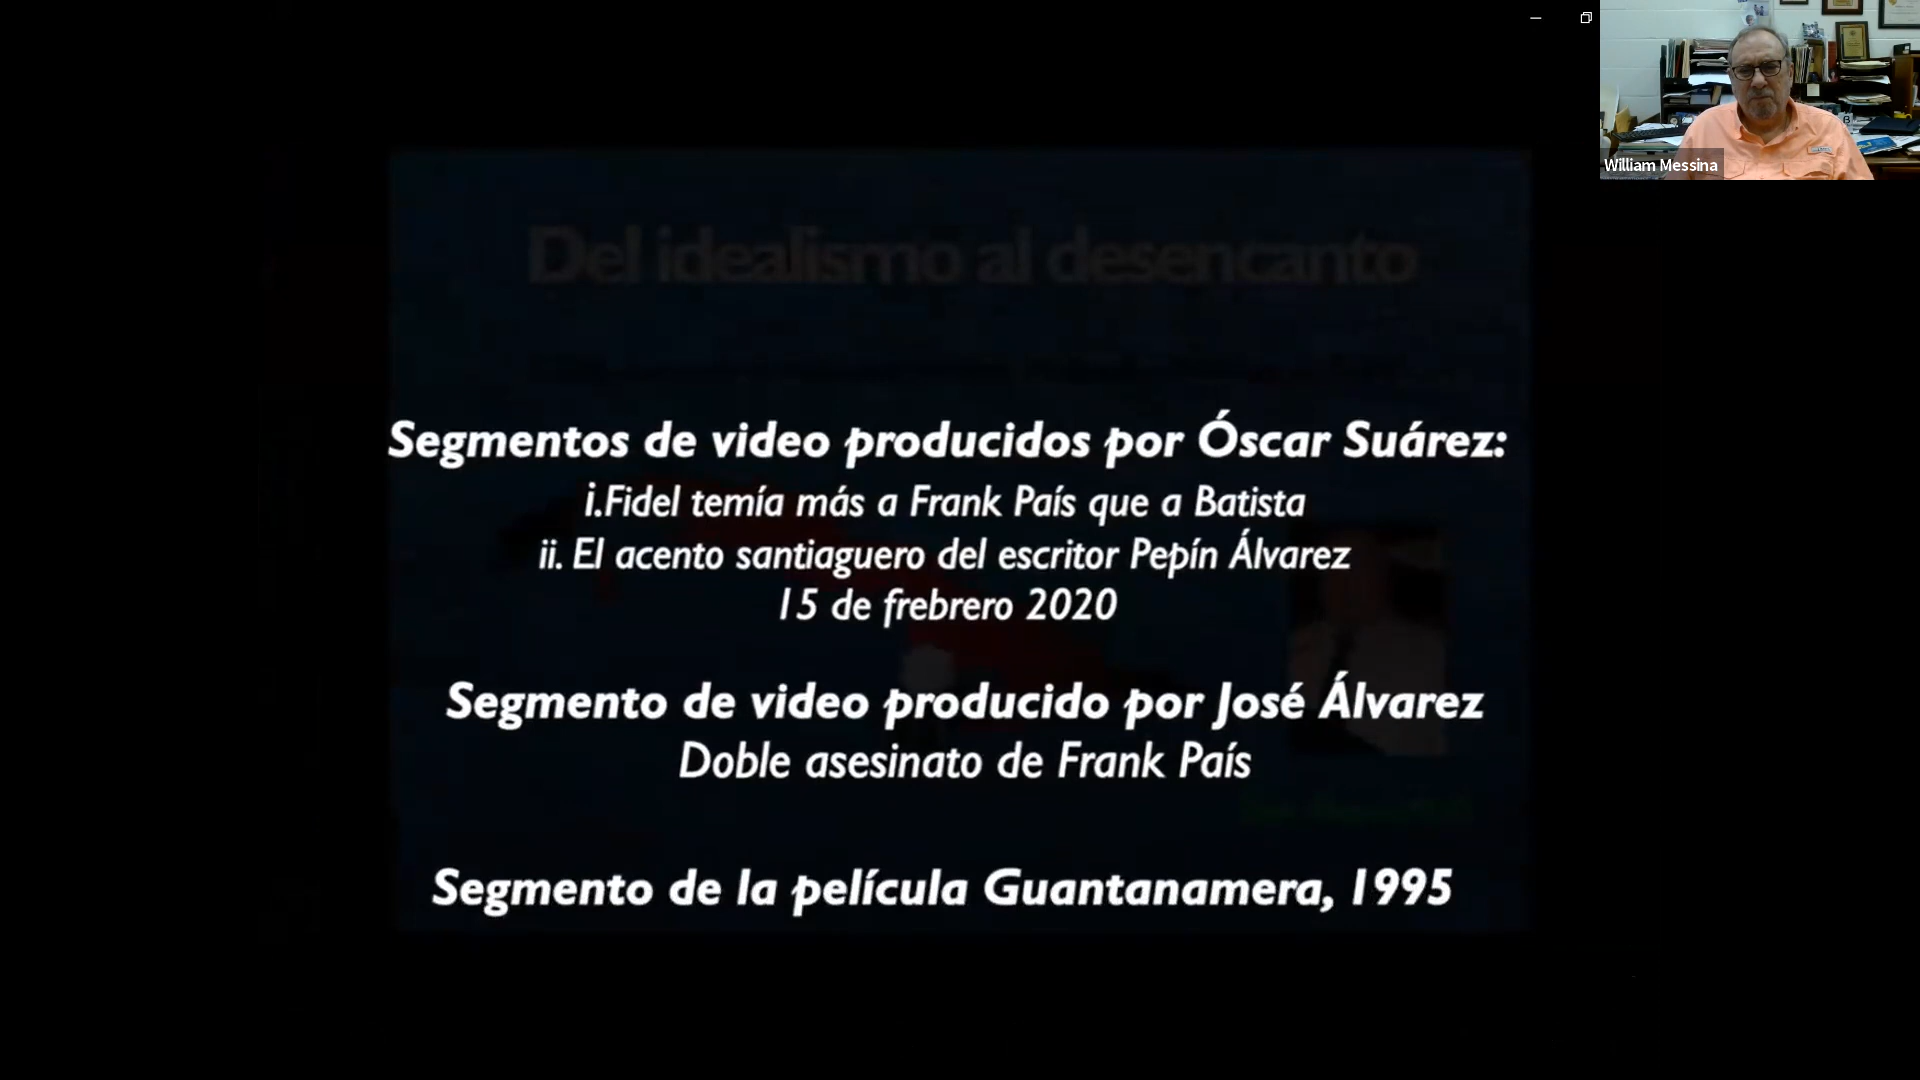 William Messina
Del idealismo al desencanto
Segmentos de video producidos por Óscar Suárez:
i.Fidel temía más a Frank País que a Batista
ii. El acento santiaguero del escritor Pepín Álvarez
15 de frebrero 2020
Segmento de video producido por José Álvarez
Doble asesinato de Frank País
Segmento de la película Guantanamera, 1995